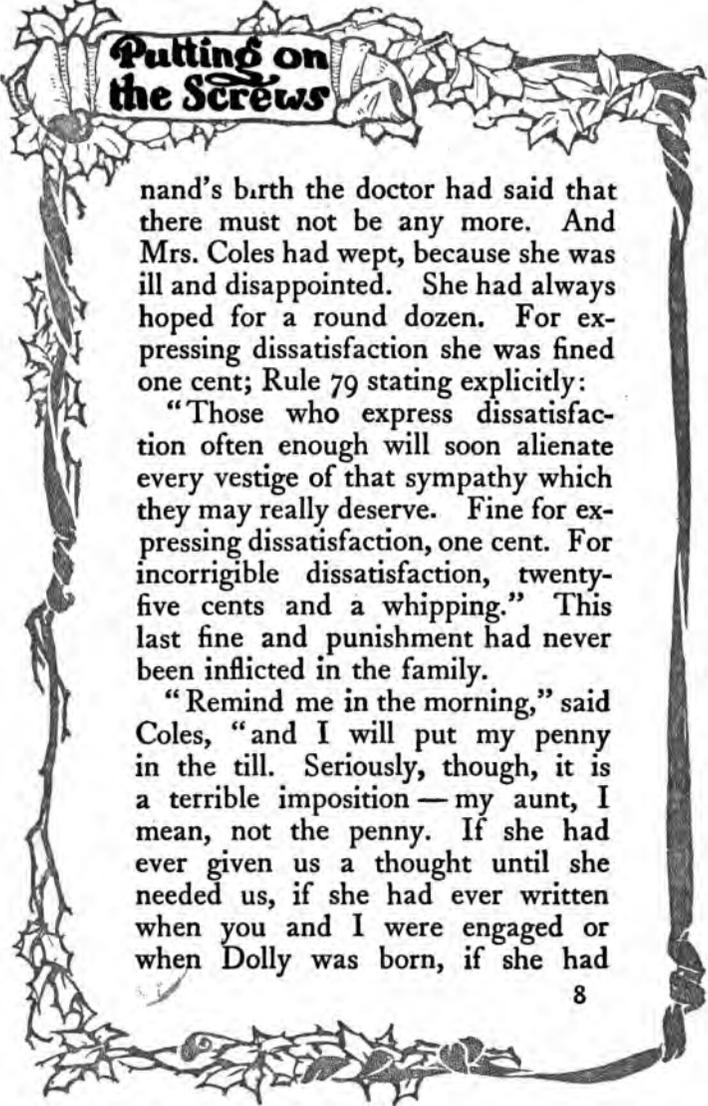 Putting on
the Screws
nand's birth the doctor had said that
there must not be any more. And
Mrs. Coles had wept, because she was
ill and disappointed. She had always
hoped for a round dozen. For ex-
pressing dissatisfaction she was fined
one cent; Rule 79 stating explicitly:
"Those who express dissatisfac-
tion often enough will soon alienate
every vestige of that sympathy which
they may really deserve. Fine for ex-
pressing dissatisfaction, one cent. For
incorrigible dissatisfaction, twenty-
five cents and a whipping." This
last fine and punishment had never
been inflicted in the family.
"Remind me in the morning," said
Coles, "and I will put my penny
in the till. Seriously, though, it is
a terrible imposition — my aunt, I
mean, not the penny. If she had
ever given us a thought until she
needed us, if she had ever written
when you and I were engaged or
when Dolly was born, if she had
8